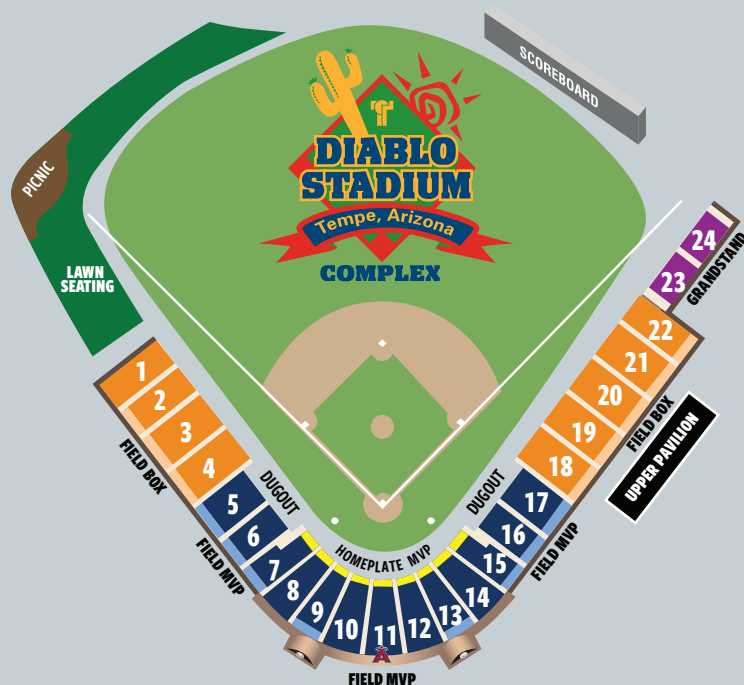 SCOREBOARD
DIABLO
STADIUM
Tempe, Arizona
COMPLEX
PICNIC
LAWN
SEATING
24
23
GRANDSTAND
22
21
20
19
18
FIELD BOX
UPPER PAVILION
1
2
3
4
FIELD BOX
DUGOUT
DUGOUT
5
6
7
8
9
10
11
12
13
14
15
16
17
FIELD MVP
HOMEPLATE MVP
FIELD MVP
A
FIELD MVP